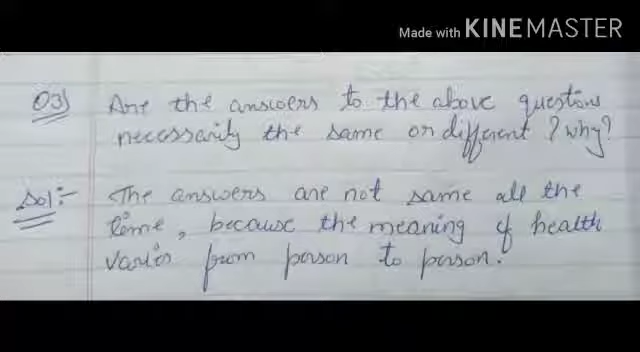 Made with KINEMASTER
Q3) Are the answers to the above questions
necessarily the same or different ? Why?
Sol:- The answers are not same all the
time, because the meaning of health
varies from person to person.